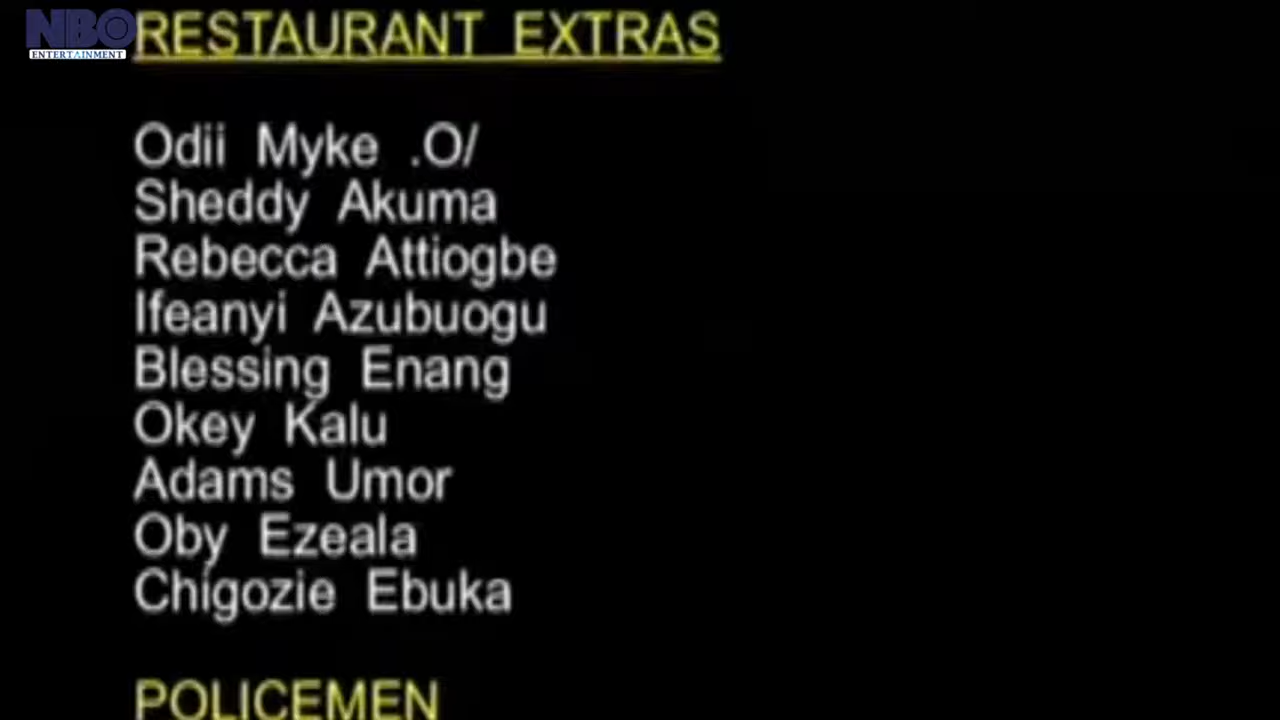 NBO
ENTERTAINMENT
RESTAURANT EXTRAS
Odii Myke .O/
Sheddy Akuma
Rebecca Attiogbe
Ifeanyi Azubuogu
Blessing Enang
Okey Kalu
Adams Umor
Oby Ezeala
Chigozie Ebuka
POLICEMEN